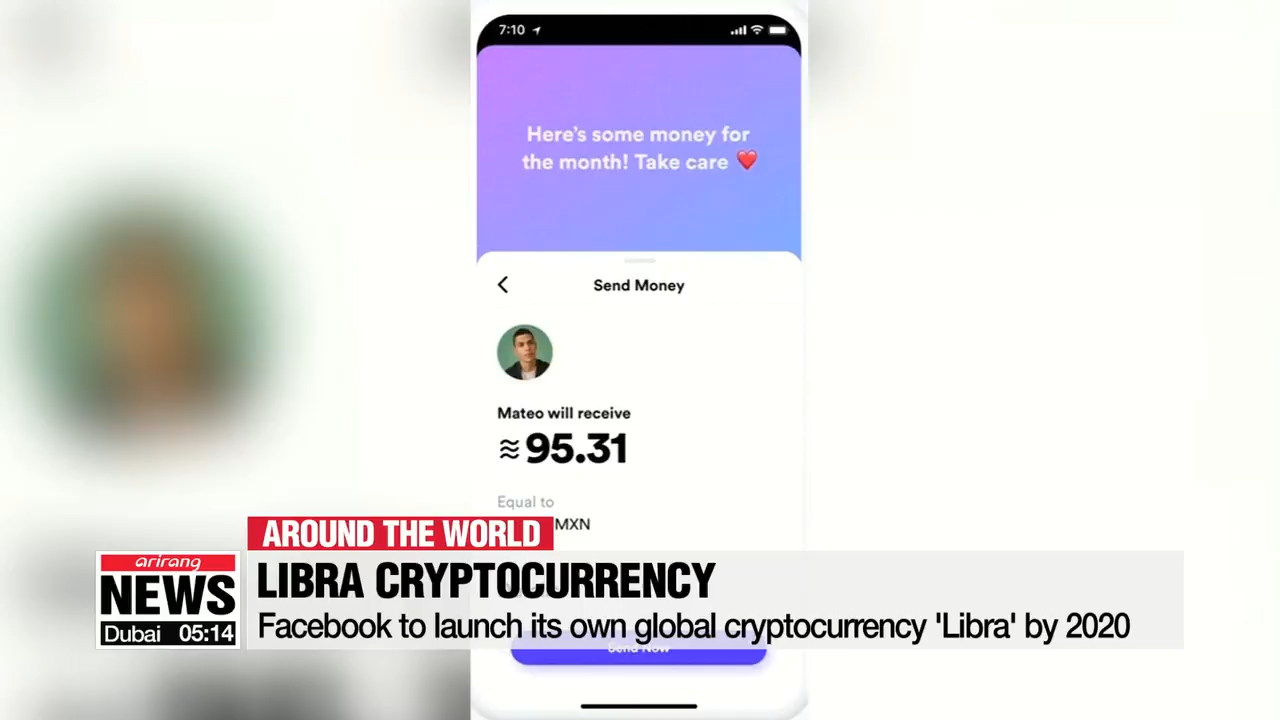 7:10
Here's some money for
the month! Take care ❤️
Send Money
Mateo will receive
≋95.31
Equal to
MXN
AROUND THE WORLD
arirang
NEWS
Dubai 05:14
LIBRA CRYPTOCURRENCY
Facebook to launch its own global cryptocurrency 'Libra' by 2020
Send Now